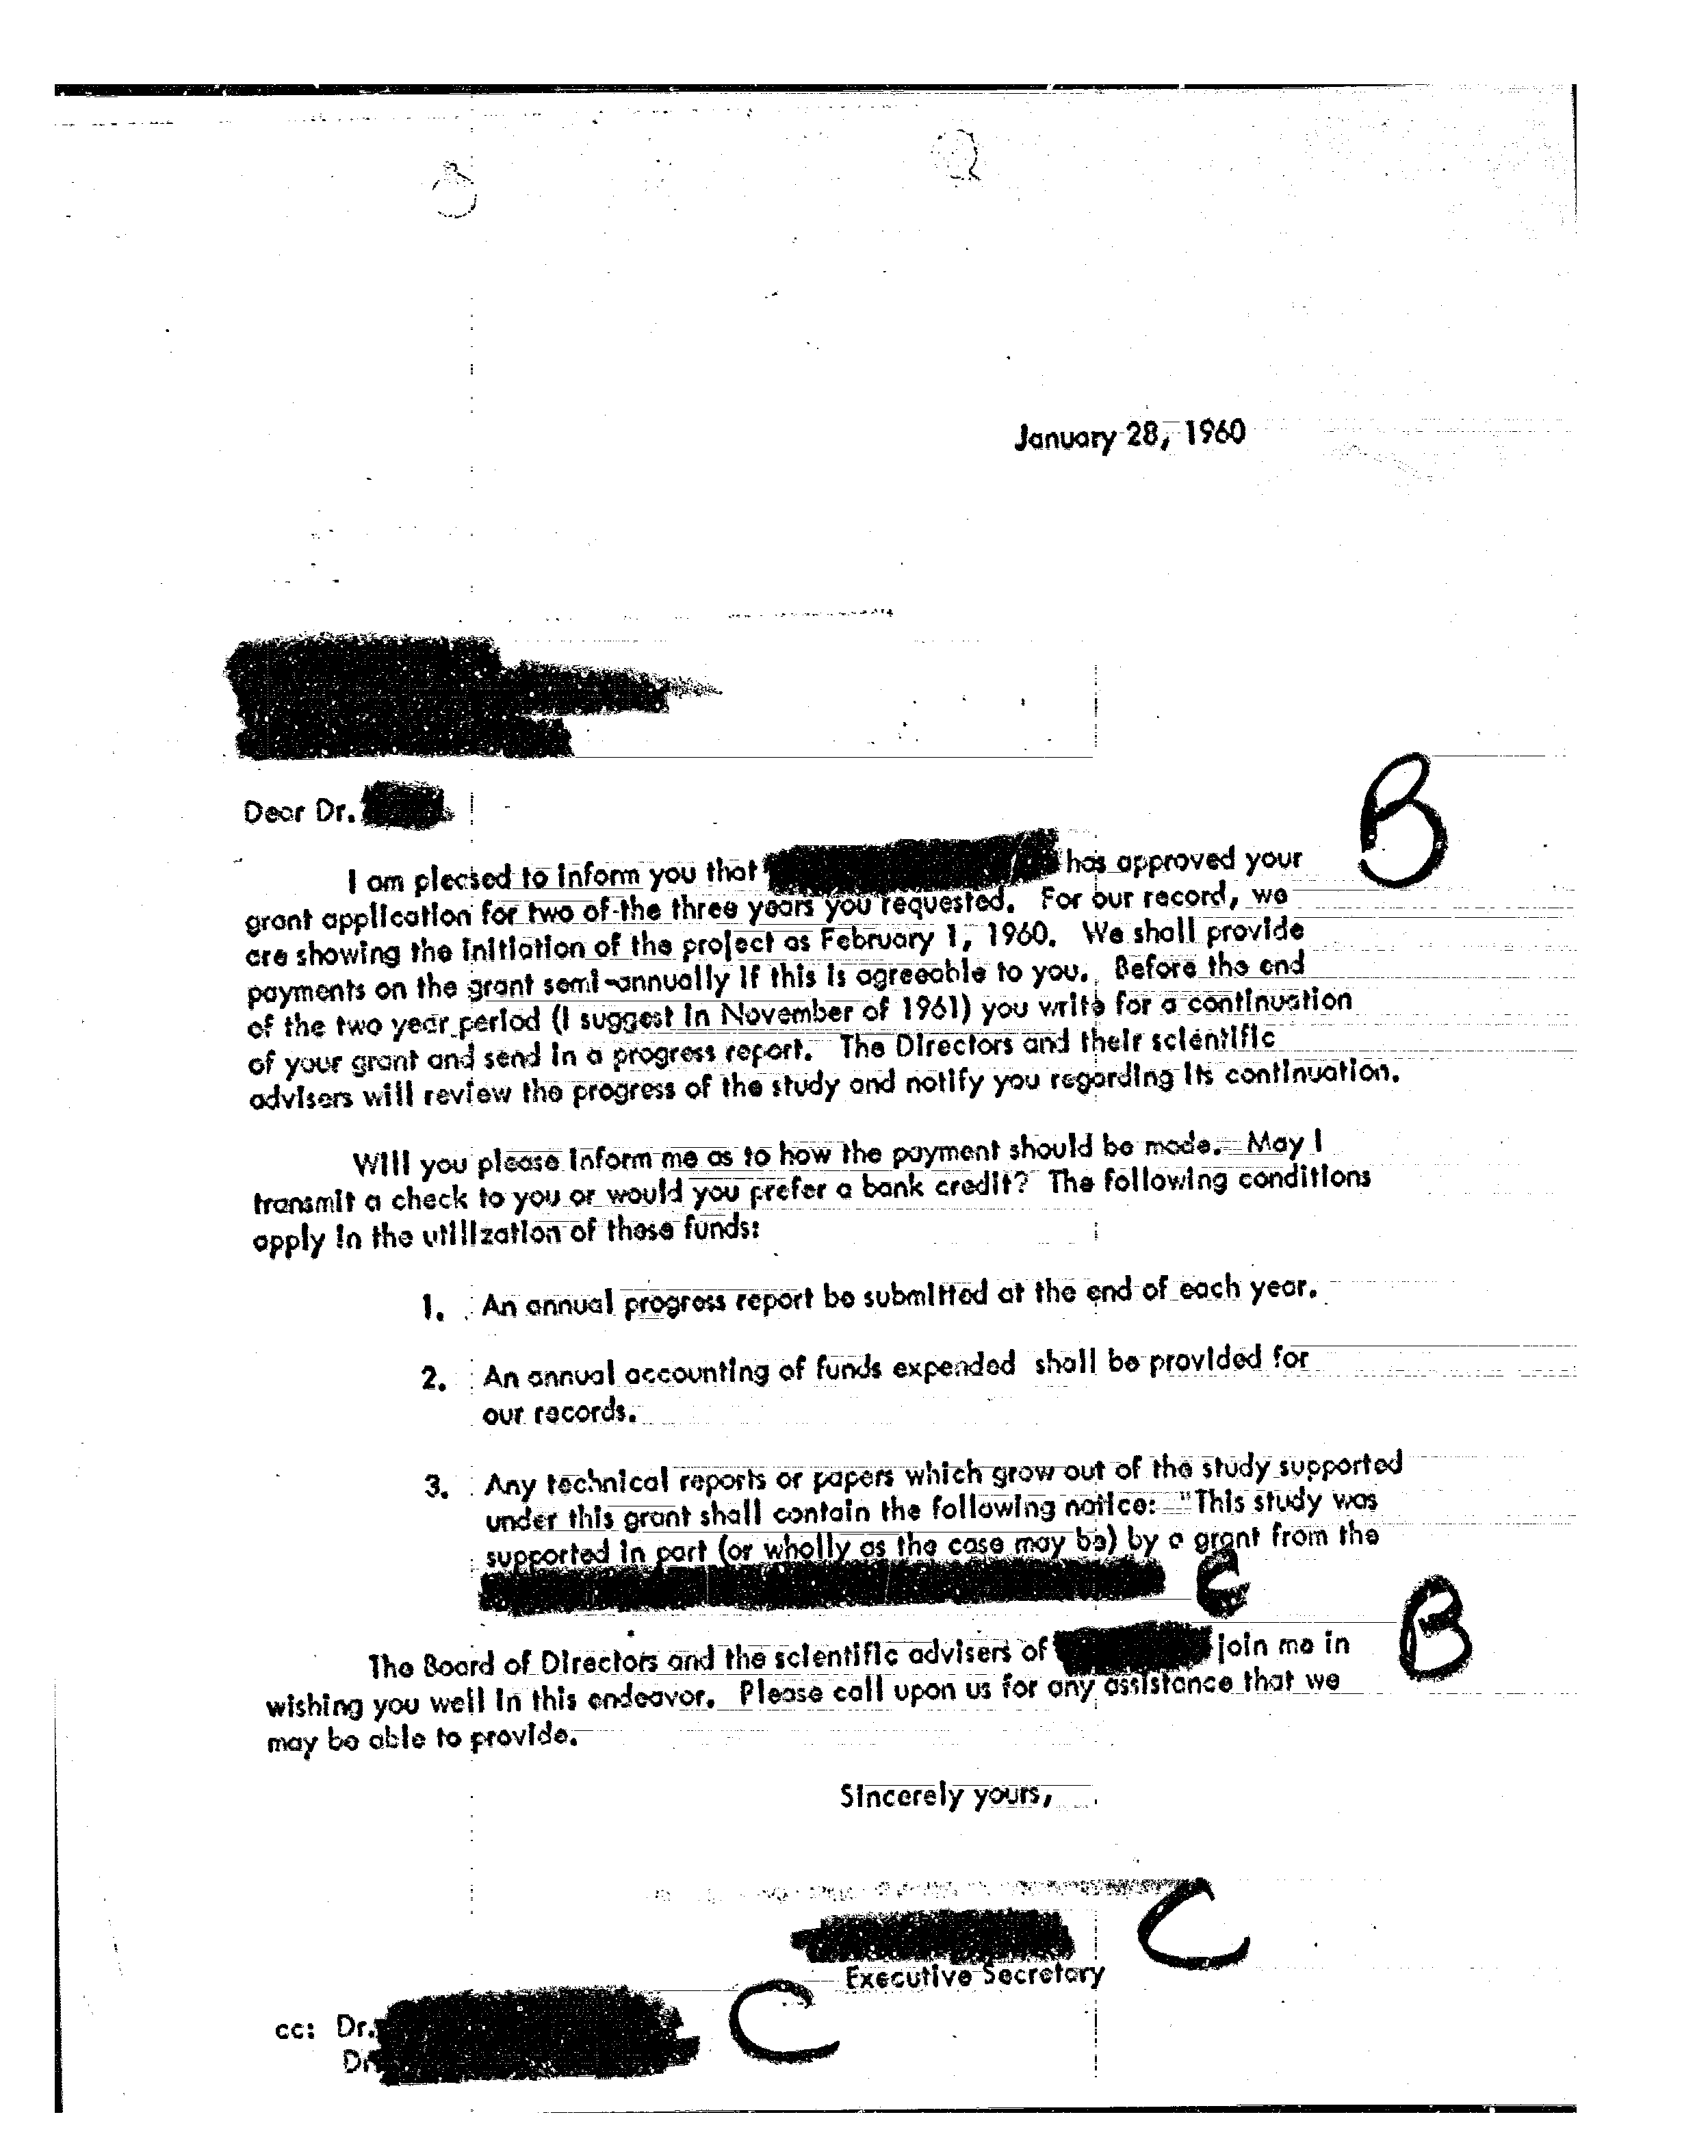 January 28, 1960
Dear Dr.
B
I am pleased to inform you that has approved your
grant application for two of the three years you requested. For our record, we
are showing the initiation of the project as February 1, 1960. We shall provide
payments on the grant semi-annually if this is agreeable to you. Before the end
of the two year period (I suggest in November of 1961) you write for a continuation
of your grant and send in a progress report. The Directors and their scientific
advisers will review the progress of the study and notify you regarding its continuation.
Will you please inform me as to how the payment should be made. May I
transmit a check to you or would you prefer a bank credit? The following conditions
apply in the utilization of these funds:
1. An annual progress report be submitted at the end of each year.
2. An annual accounting of funds expended shall be provided for
our records.
3. Any technical reports or papers which grow out of the study supported
under this grant shall contain the following notice: "This study was
supported in part (or wholly as the case may be) by a grant from the
C
B
The Board of Directors and the scientific advisers of join me in
wishing you well in this endeavor. Please call upon us for any assistance that we
may be able to provide.
Sincerely yours,
C
Executive Secretary
cc: Dr.
C
Dr